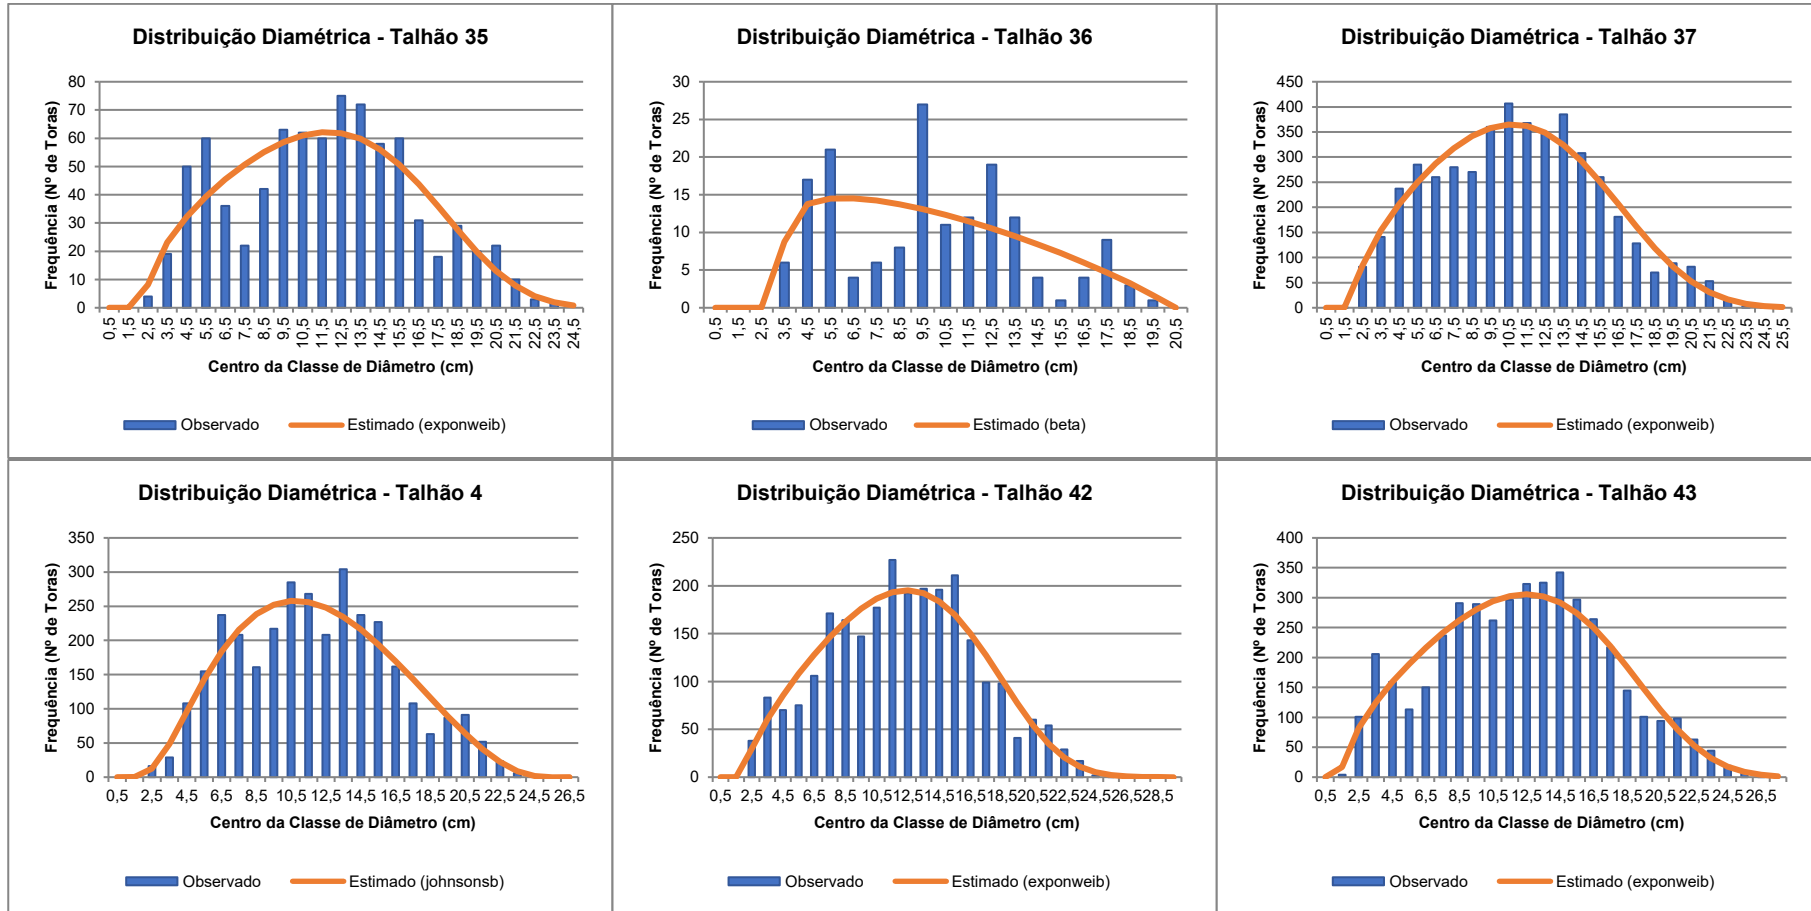 Distribuição Diamétrica - Talhão 35
Frequência (Nº de Toras)
80
70
60
50
40
30
20
10
0
0,5 1,5 2,5 3,5 4,5 5,5 6,5 7,5 8,5 9,5 10,5 11,5 12,5 13,5 14,5 15,5 16,5 17,5 18,5 19,5 20,5 21,5 22,5 23,5 24,5
Centro da Classe de Diâmetro (cm)
Observado Estimado (exponweib)
Distribuição Diamétrica - Talhão 36
Frequência (Nº de Toras)
30
25
20
15
10
5
0
0,5 1,5 2,5 3,5 4,5 5,5 6,5 7,5 8,5 9,5 10,5 11,5 12,5 13,5 14,5 15,5 16,5 17,5 18,5 19,5 20,5
Centro da Classe de Diâmetro (cm)
Observado Estimado (beta)
Distribuição Diamétrica - Talhão 37
Frequência (Nº de Toras)
450
400
350
300
250
200
150
100
50
0
0,5 1,5 2,5 3,5 4,5 5,5 6,5 7,5 8,5 9,5 10,5 11,5 12,5 13,5 14,5 15,5 16,5 17,5 18,5 19,5 20,5 21,5 22,5 23,5 24,5 25,5
Centro da Classe de Diâmetro (cm)
Observado Estimado (exponweib)
Distribuição Diamétrica - Talhão 4
Frequência (Nº de Toras)
350
300
250
200
150
100
50
0
0,5 2,5 4,5 6,5 8,5 10,5 12,5 14,5 16,5 18,5 20,5 22,5 24,5 26,5
Centro da Classe de Diâmetro (cm)
Observado Estimado (johnsonsb)
Distribuição Diamétrica - Talhão 42
Frequência (Nº de Toras)
250
200
150
100
50
0
0,5 2,5 4,5 6,5 8,5 10,5 12,5 14,5 16,5 18,5 20,5 22,5 24,5 26,5 28,5
Centro da Classe de Diâmetro (cm)
Observado Estimado (exponweib)
Distribuição Diamétrica - Talhão 43
Frequência (Nº de Toras)
400
350
300
250
200
150
100
50
0
0,5 2,5 4,5 6,5 8,5 10,5 12,5 14,5 16,5 18,5 20,5 22,5 24,5 26,5
Centro da Classe de Diâmetro (cm)
Observado Estimado (exponweib)